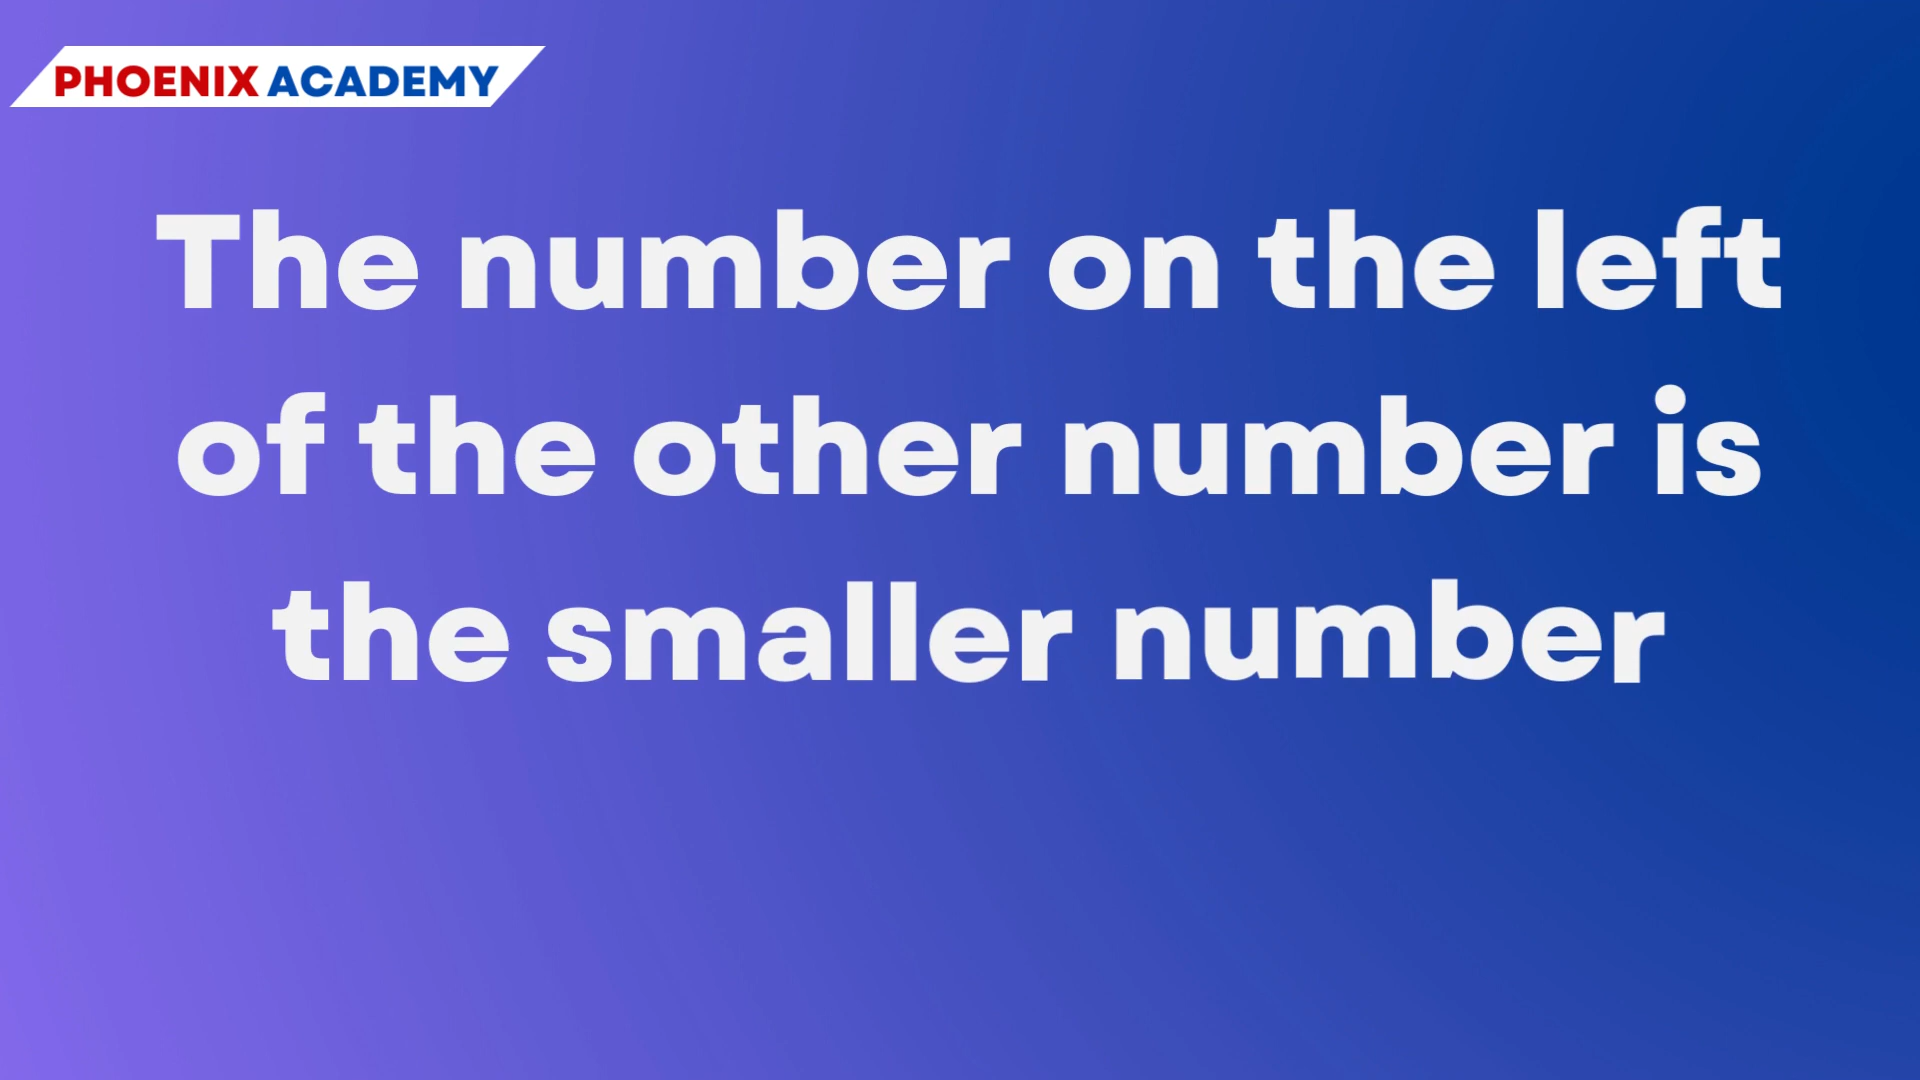 PHOENIX ACADEMY
The number on the left
of the other number is
the smaller number